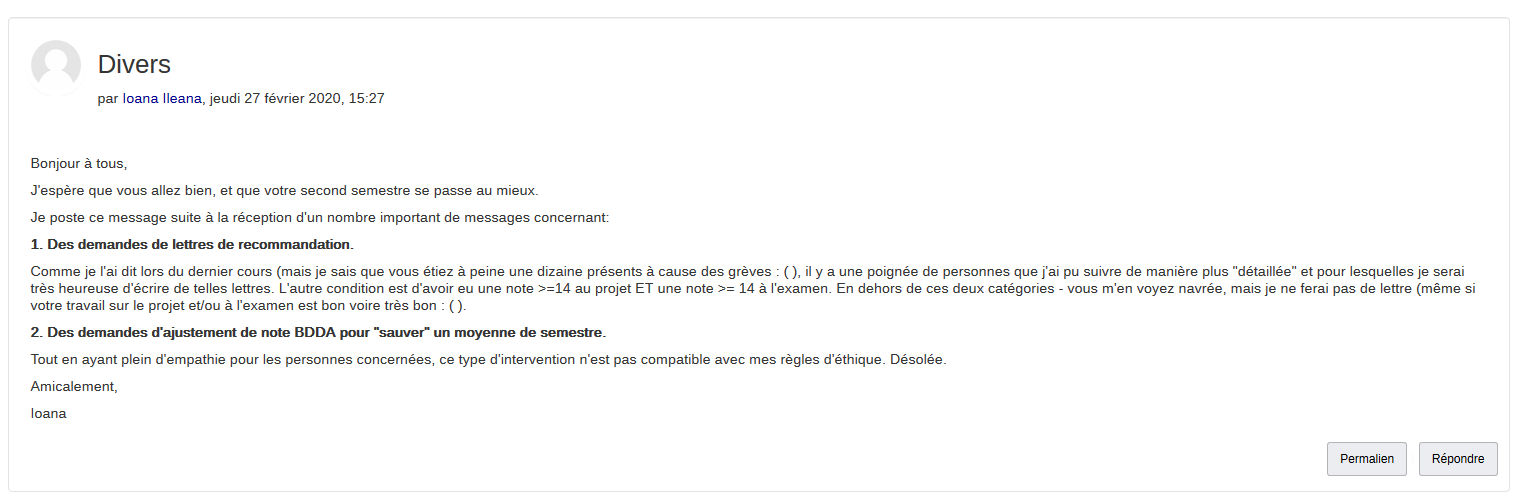 Divers
par Ioana Ileana, jeudi 27 février 2020, 15:27
Bonjour à tous,
J'espère que vous allez bien, et que votre second semestre se passe au mieux.
Je poste ce message suite à la réception d'un nombre important de messages concernant:
1. Des demandes de lettres de recommandation.
Comme je l'ai dit lors du dernier cours (mais je sais que vous étiez à peine une dizaine présents à cause des grèves : ( ), il y a une poignée de personnes que j'ai pu suivre de manière plus "détaillée" et pour lesquelles je serai
très heureuse d'écrire de telles lettres. L'autre condition est d'avoir eu une note >=14 au projet ET une note >= 14 à l'examen. En dehors de ces deux catégories - vous m'en voyez navrée, mais je ne ferai pas de lettre (même si
votre travail sur le projet et/ou à l'examen est bon voire très bon : ( ).
2. Des demandes d'ajustement de note BDDA pour "sauver" un moyenne de semestre.
Tout en ayant plein d'empathie pour les personnes concernées, ce type d'intervention n'est pas compatible avec mes règles d'éthique. Désolée.
Amicalement,
Ioana
Permalien Répondre